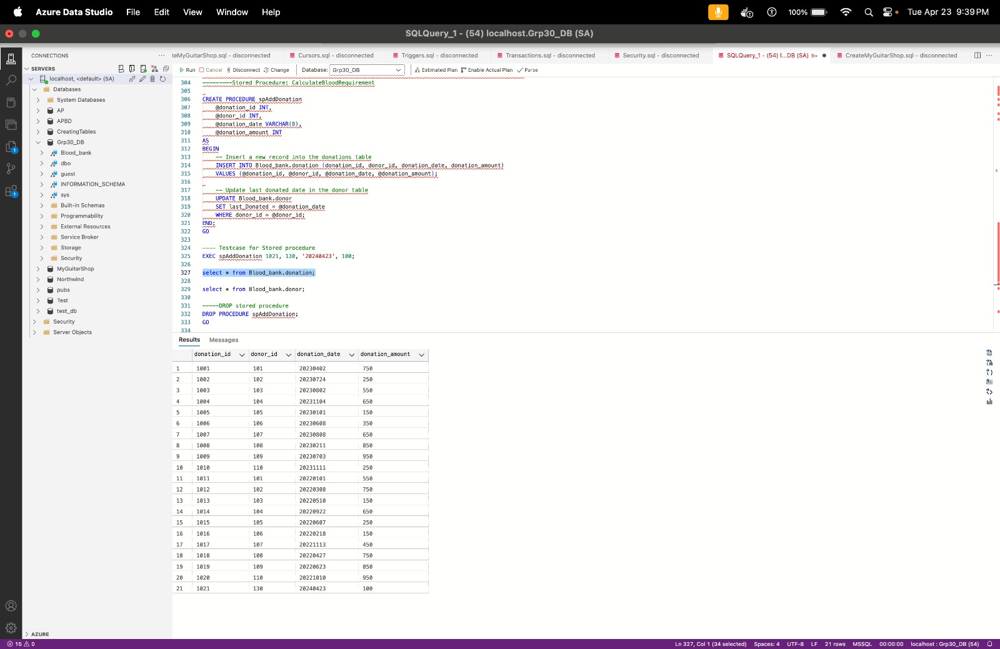 Azure Data Studio File Edit View Window Help 100% Tue Apr 23 9:39 PM
SQLQuery_1 - (54) localhost.Grp30_DB (SA)
CONNECTIONS
SERVERS
localhost, <default> (SA)
Databases
System Databases
AP
APBD
CreatingTables
Grp30_DB
Blood_bank
dbo
guest
INFORMATION_SCHEMA
sys
Built-in Schemas
Programmability
External Resources
Service Broker
Storage
Security
MyGuitarShop
Northwind
pubs
Test
test_db
Security
Server Objects
AZURE
1
1
teMyGuitarShop.sql - disconnected Cursors.sql - disconnected Triggers.sql - disconnected Transactions.sql - disconnected Security.sql - disconnected SQLQuery_1 - (54) l...DB (SA) 9+ CreateMyGuitarShop.sql - disconnected
Run Cancel Disconnect Change Database: Grp30_DB Estimated Plan Enable Actual Plan Parse
304 ---------Stored Procedure: CalculateBloodRequirement
305
306 CREATE PROCEDURE spAddDonation
307 @donation_id INT,
308 @donor_id INT,
309 @donation_date VARCHAR(8),
310 @donation_amount INT
311 AS
312 BEGIN
313 -- Insert a new record into the donations table
314 INSERT INTO Blood_bank.donation (donation_id, donor_id, donation_date, donation_amount)
315 VALUES (@donation_id, @donor_id, @donation_date, @donation_amount);
316
317 -- Update last donated date in the donor table
318 UPDATE Blood_bank.donor
319 SET last_Donated = @donation_date
320 WHERE donor_id = @donor_id;
321 END;
322 GO
323
324 ---- Testcase for Stored procedure
325 EXEC spAddDonation 1021, 130, '20240423', 100;
326
327 select * from Blood_bank.donation;
328
329 select * from Blood_bank.donor;
330
331 -----DROP stored procedure
332 DROP PROCEDURE spAddDonation;
333 GO
334
Results Messages
donation_id donor_id donation_date donation_amount
1 1001 101 20230402 750
2 1002 102 20230724 250
3 1003 103 20230802 550
4 1004 104 20231104 650
5 1005 105 20230101 150
6 1006 106 20230608 350
7 1007 107 20230808 650
8 1008 108 20230211 850
9 1009 109 20230703 950
10 1010 110 20231111 250
11 1011 101 20220101 550
12 1012 102 20220308 750
13 1013 103 20220510 150
14 1014 104 20220922 650
15 1015 105 20220607 250
16 1016 106 20220218 150
17 1017 107 20221113 450
18 1018 108 20220427 750
19 1019 109 20220623 850
20 1020 110 20221010 950
21 1021 130 20240423 100
15 0 Ln 327, Col 1 (34 selected) Spaces: 4 UTF-8 LF 21 rows MSSQL 00:00:00 localhost : Grp30_DB (54)